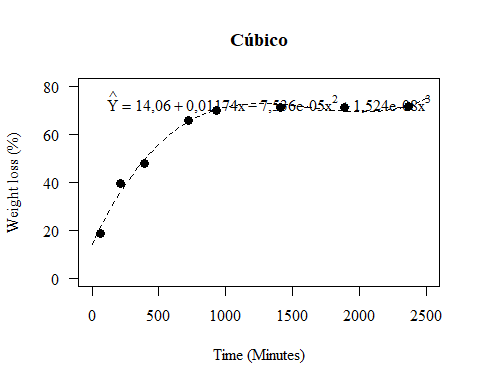 Cúbico
Ŷ = 14,06 + 0,01174x − 7,536e-05x² − 1,524e-08x³
80
60
40
20
0
Weight loss (%)
0 500 1000 1500 2000 2500
Time (Minutes)